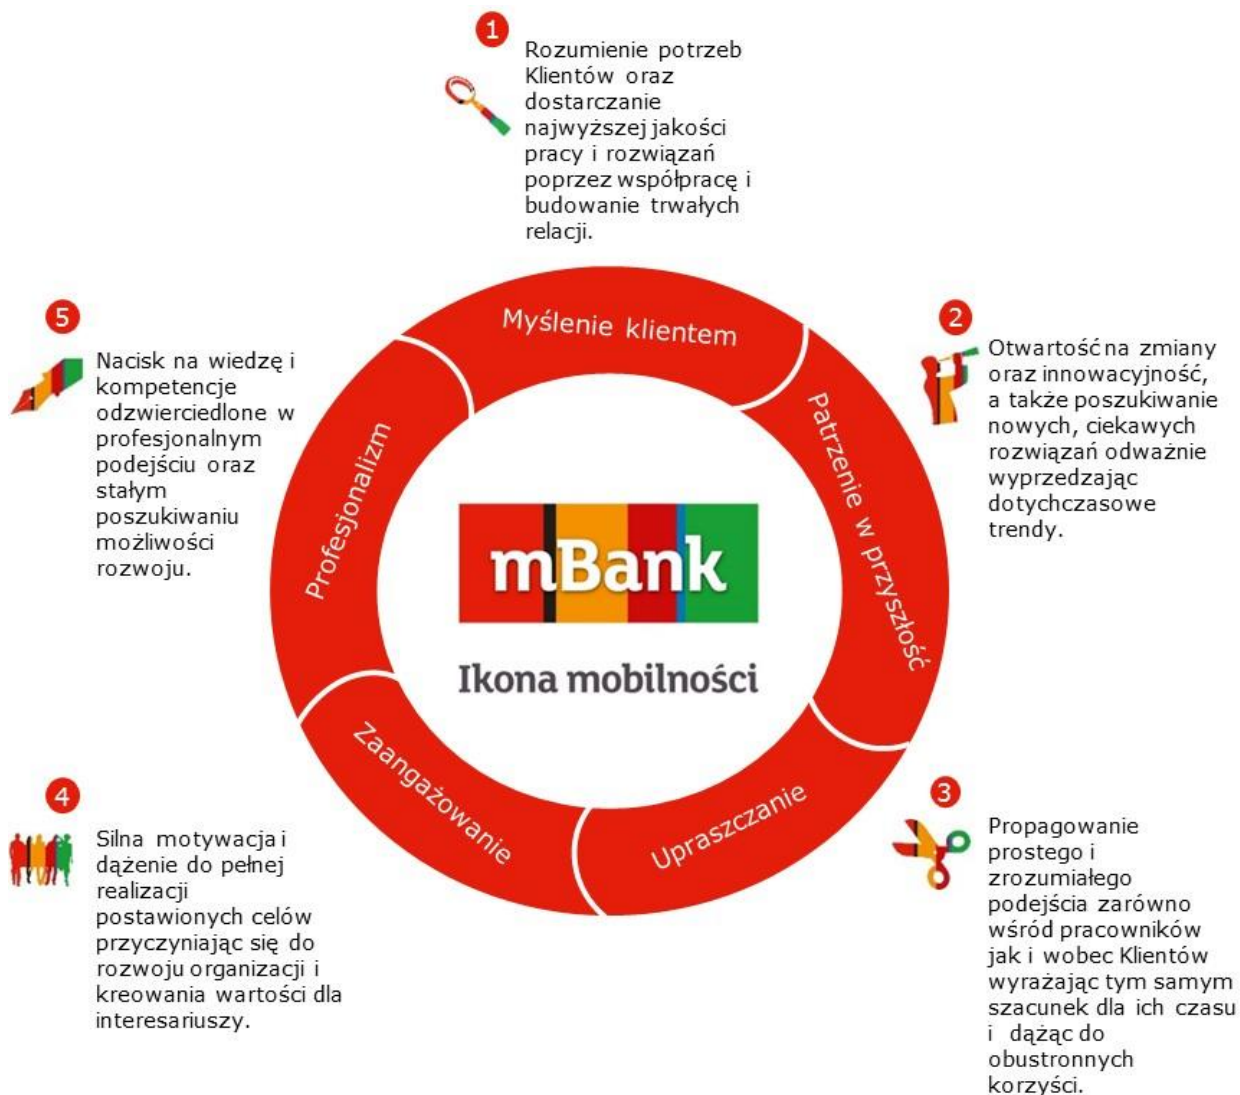 1
Rozumienie potrzeb
Klientów oraz
dostarczanie
najwyższej jakości
pracy i rozwiązań
poprzez współpracę i
budowanie trwałych
relacji.
Myślenie klientem
2
Otwartość na zmiany
oraz innowacyjność,
a także poszukiwanie
nowych, ciekawych
rozwiązań odważnie
wyprzedzając
dotychczasowe
trendy.
Patrzenie w przyszłość
3
Propagowanie
prostego i
zrozumiałego
podejścia zarówno
wśród pracowników
jak i wobec Klientów
wyrażając tym samym
szacunek dla ich czasu
i dążąc do
obustronnych
korzyści.
Upraszczanie
4
Silna motywacja i
dążenie do pełnej
realizacji
postawionych celów
przyczyniając się do
rozwoju organizacji i
kreowania wartości dla
interesariuszy.
Zaangażowanie
5
Nacisk na wiedzę i
kompetencje
odzwierciedlone w
profesjonalnym
podejściu oraz
stałym
poszukiwaniu
możliwości
rozwoju.
Profesjonalizm
mBank
Ikona mobilności